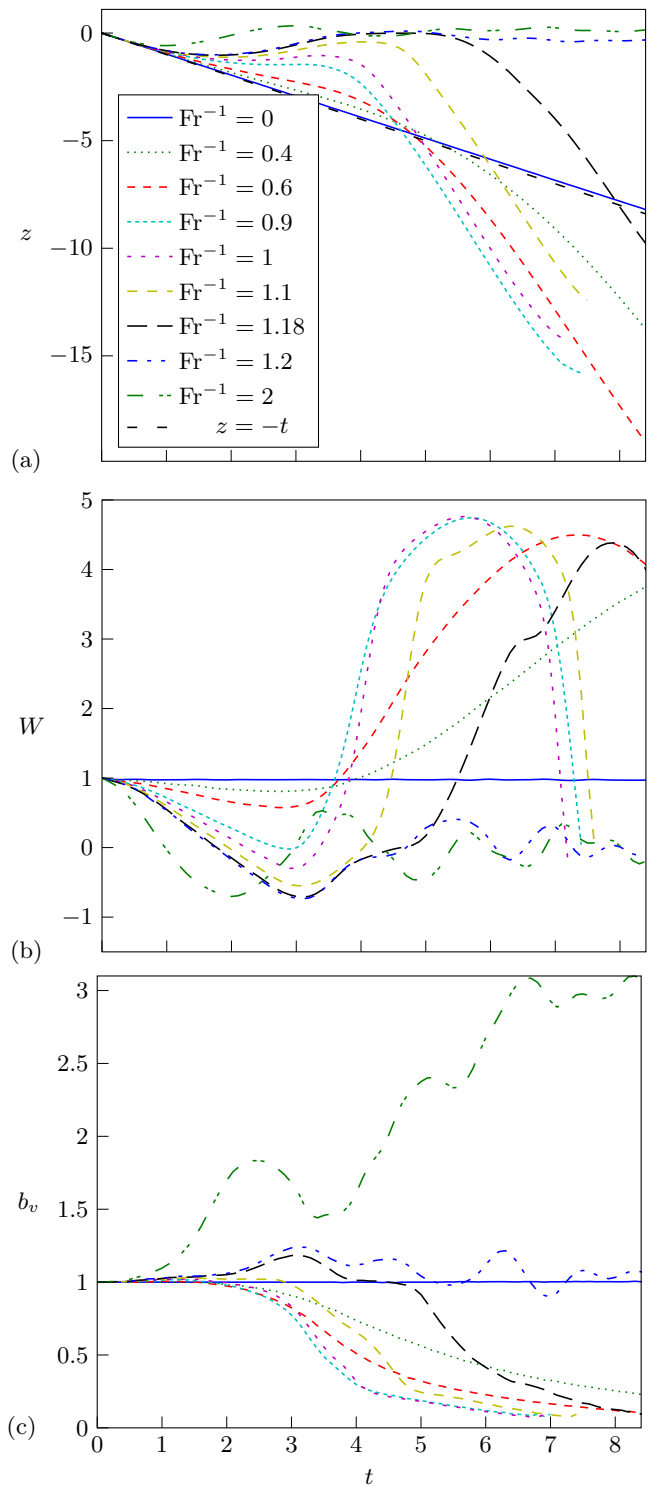 0
−5
−10
−15
z
Fr⁻¹ = 0
Fr⁻¹ = 0.4
Fr⁻¹ = 0.6
Fr⁻¹ = 0.9
Fr⁻¹ = 1
Fr⁻¹ = 1.1
Fr⁻¹ = 1.18
Fr⁻¹ = 1.2
Fr⁻¹ = 2
z = −t
(a)
5
4
3
2
1
0
−1
W
(b)
3
2.5
2
1.5
1
0.5
0
b_v
(c)
0 1 2 3 4 5 6 7 8
t